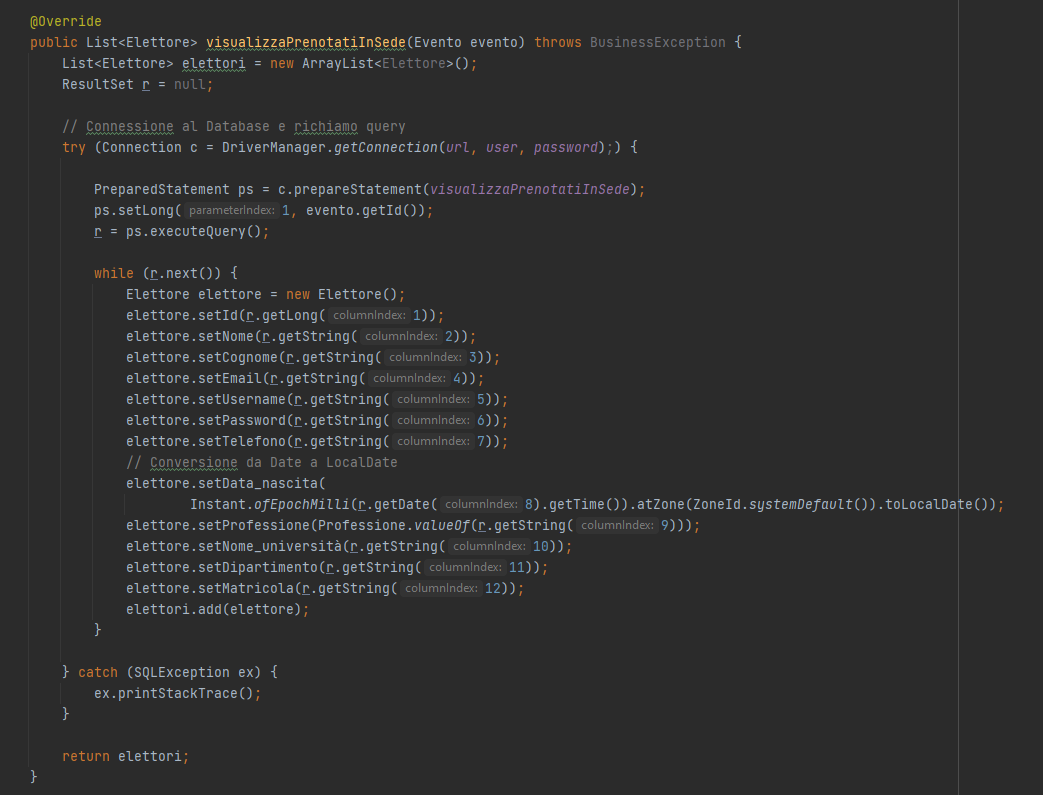 @Override
public List<Elettore> visualizzaPrenotatiInSede(Evento evento) throws BusinessException {
List<Elettore> elettori = new ArrayList<Elettore>();
ResultSet r = null;
// Connessione al Database e richiamo query
try (Connection c = DriverManager.getConnection(url, user, password);) {
PreparedStatement ps = c.prepareStatement(visualizzaPrenotatiInSede);
ps.setLong( parameterIndex: 1, evento.getId());
r = ps.executeQuery();
while (r.next()) {
Elettore elettore = new Elettore();
elettore.setId(r.getLong( columnIndex: 1));
elettore.setNome(r.getString( columnIndex: 2));
elettore.setCognome(r.getString( columnIndex: 3));
elettore.setEmail(r.getString( columnIndex: 4));
elettore.setUsername(r.getString( columnIndex: 5));
elettore.setPassword(r.getString( columnIndex: 6));
elettore.setTelefono(r.getString( columnIndex: 7));
// Conversione da Date a LocalDate
elettore.setData_nascita(
Instant.ofEpochMilli(r.getDate( columnIndex: 8).getTime()).atZone(ZoneId.systemDefault()).toLocalDate());
elettore.setProfessione(Professione.valueOf(r.getString( columnIndex: 9)));
elettore.setNome_università(r.getString( columnIndex: 10));
elettore.setDipartimento(r.getString( columnIndex: 11));
elettore.setMatricola(r.getString( columnIndex: 12));
elettori.add(elettore);
}
} catch (SQLException ex) {
ex.printStackTrace();
}
return elettori;
}